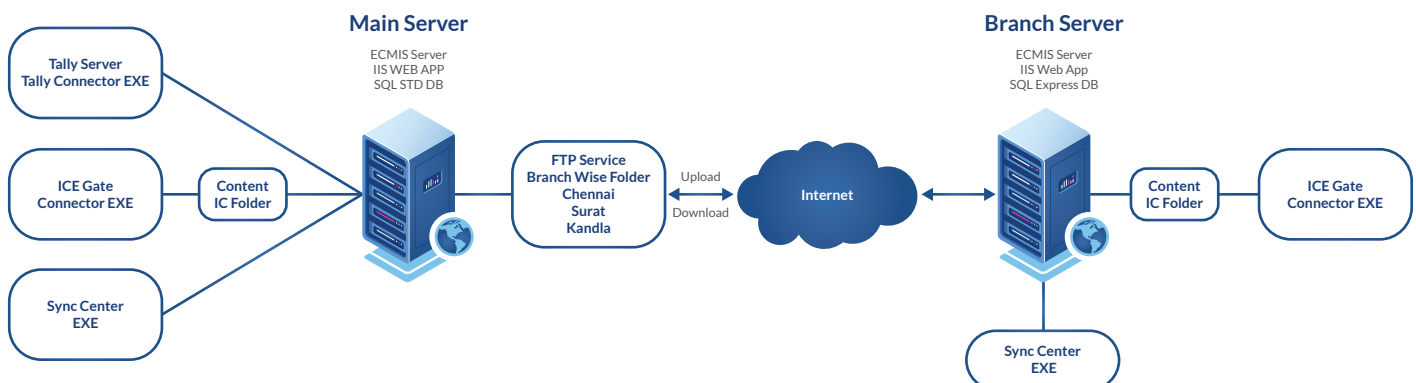 Main Server
ECMIS Server
IIS WEB APP
SQL STD DB
Tally Server
Tally Connector EXE
ICE Gate
Connector EXE
Content
IC Folder
Sync Center
EXE
FTP Service
Branch Wise Folder
Chennai
Surat
Kandla
Upload
Download
Internet
Branch Server
ECMIS Server
IIS Web App
SQL Express DB
Content
IC Folder
ICE Gate
Connector EXE
Sync Center
EXE